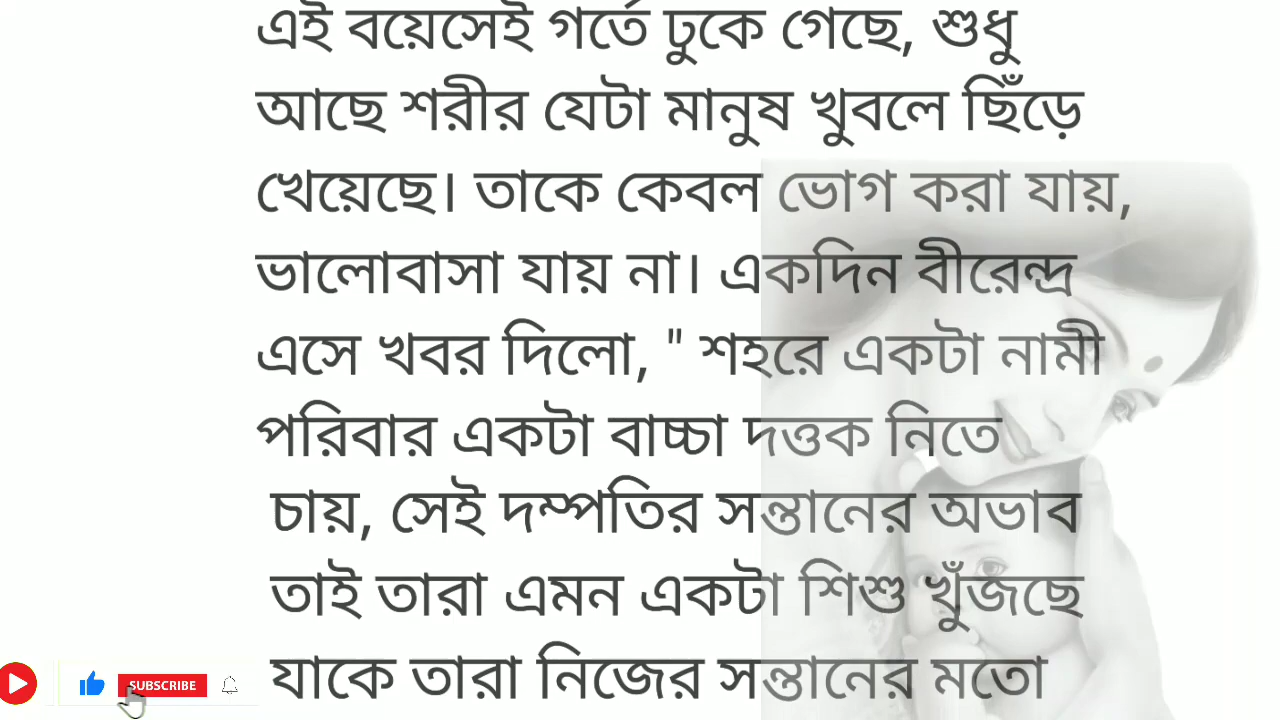 এই বয়েসেই গর্তে ঢুকে গেছে, শুধু
আছে শরীর যেটা মানুষ খুবলে ছিঁড়ে
খেয়েছে। তাকে কেবল ভোগ করা যায়,
ভালোবাসা যায় না। একদিন বীরেন্দ্র
এসে খবর দিলো, " শহরে একটা নামী
পরিবার একটা বাচ্চা দত্তক নিতে
চায়, সেই দম্পতির সন্তানের অভাব
তাই তারা এমন একটা শিশু খুঁজছে
যাকে তারা নিজের সন্তানের মতো
SUBSCRIBE